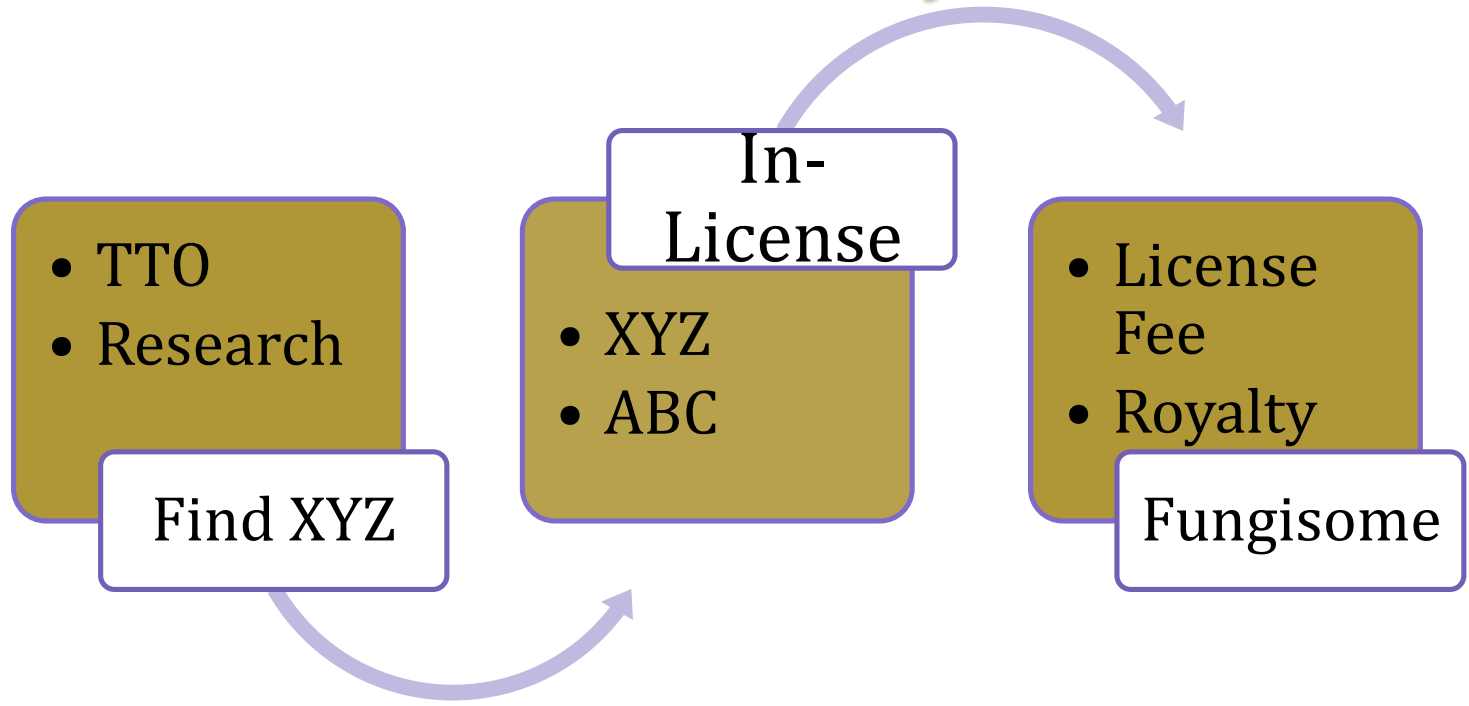 • TTO
• Research
Find XYZ
In-
License
• XYZ
• ABC
• License
Fee
• Royalty
Fungisome